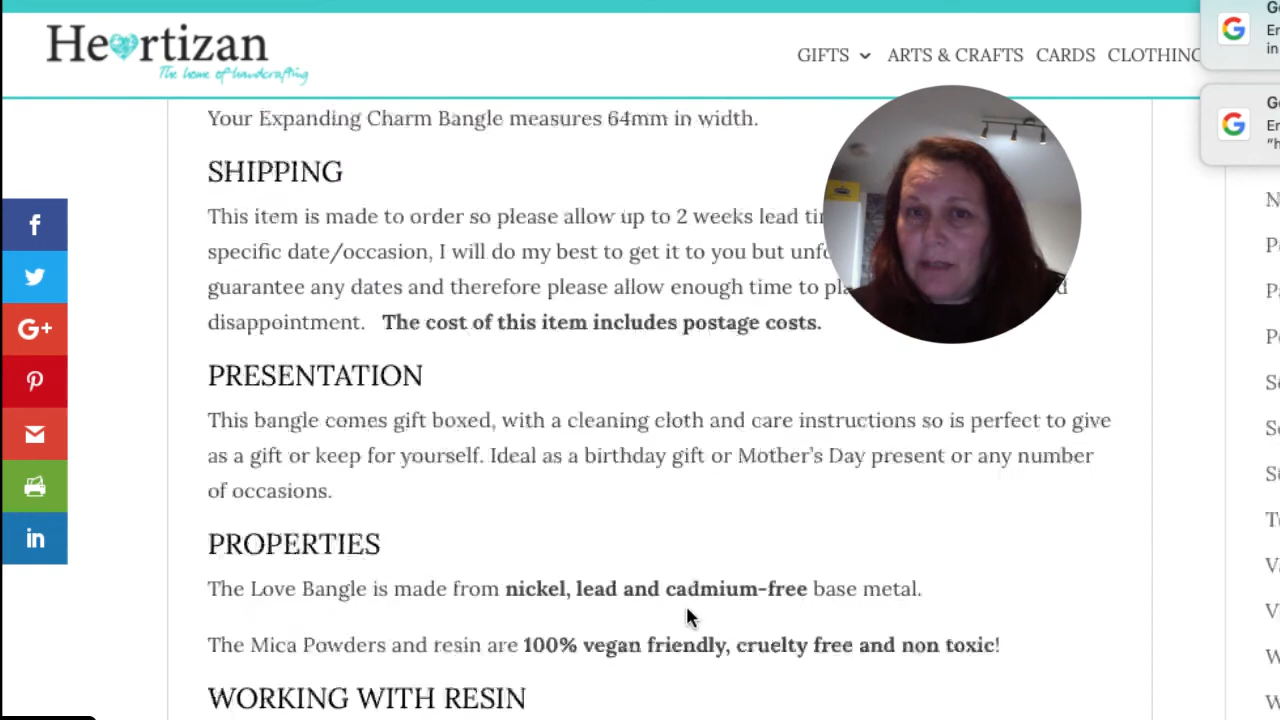 Heartizan
The home of handcrafting
GIFTS
ARTS & CRAFTS
CARDS
CLOTHING
Your Expanding Charm Bangle measures 64mm in width.
SHIPPING
This item is made to order so please allow up to 2 weeks lead
specific date/occasion, I will do my best to get it to you but
guarantee any dates and therefore please allow enough time to
disappointment. The cost of this item includes postage costs.
PRESENTATION
This bangle comes gift boxed, with a cleaning cloth and care instructions so is perfect to give
as a gift or keep for yourself. Ideal as a birthday gift or Mother's Day present or any number
of occasions.
PROPERTIES
The Love Bangle is made from nickel, lead and cadmium-free base metal.
The Mica Powders and resin are 100% vegan friendly, cruelty free and non toxic!
WORKING WITH RESIN